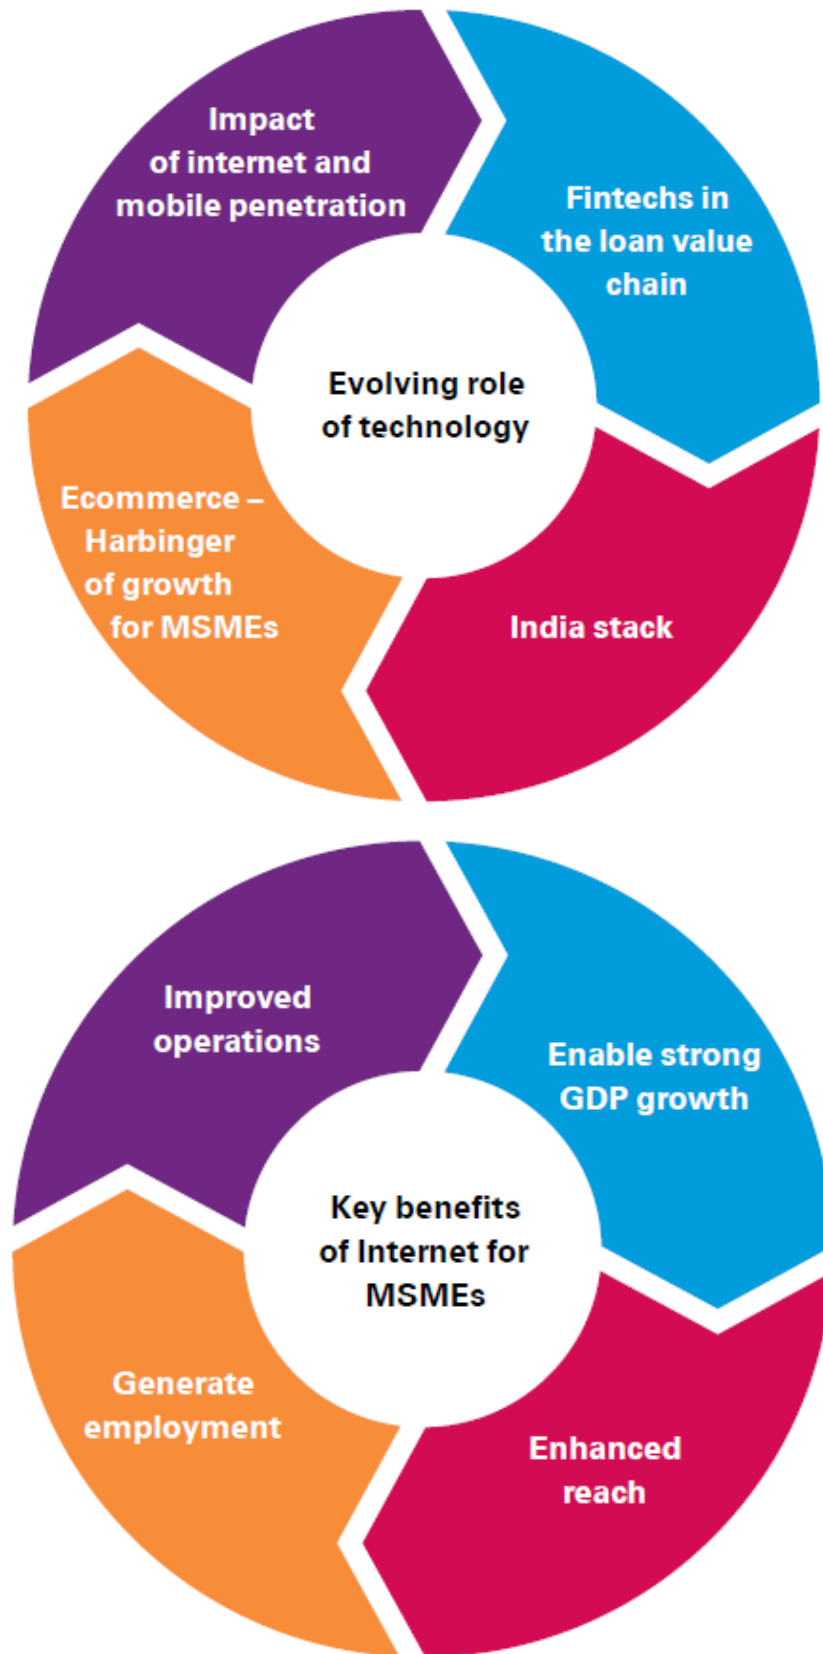 Impact
of internet and
mobile penetration
Fintechs in
the loan value
chain
Evolving role
of technology
Ecommerce –
Harbinger
of growth
for MSMEs
India stack
Improved
operations
Enable strong
GDP growth
Key benefits
of Internet for
MSMEs
Generate
employment
Enhanced
reach